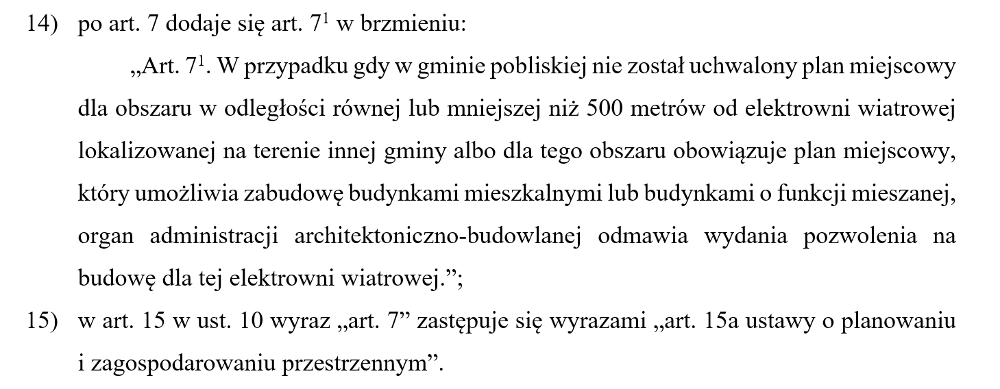 14) po art. 7 dodaje się art. 7¹ w brzmieniu:
„Art. 7¹. W przypadku gdy w gminie pobliskiej nie został uchwalony plan miejscowy
dla obszaru w odległości równej lub mniejszej niż 500 metrów od elektrowni wiatrowej
lokalizowanej na terenie innej gminy albo dla tego obszaru obowiązuje plan miejscowy,
który umożliwia zabudowę budynkami mieszkalnymi lub budynkami o funkcji mieszanej,
organ administracji architektoniczno-budowlanej odmawia wydania pozwolenia na
budowę dla tej elektrowni wiatrowej.”;
15) w art. 15 w ust. 10 wyraz „art. 7” zastępuje się wyrazami „art. 15a ustawy o planowaniu
i zagospodarowaniu przestrzennym”.